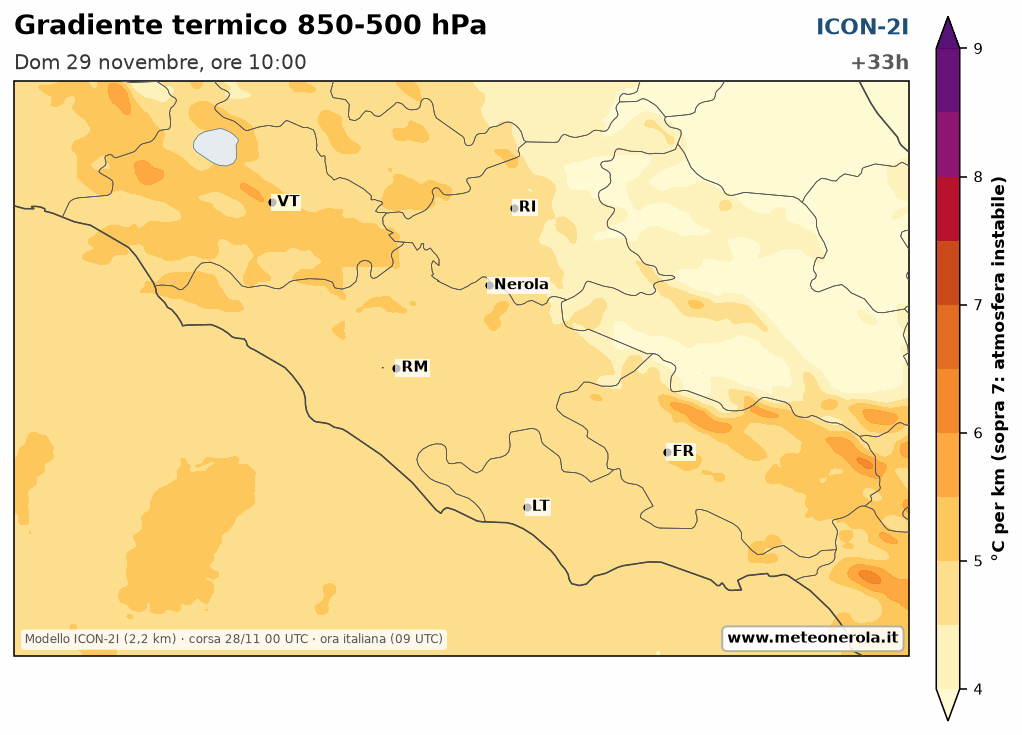 Gradiente termico 850-500 hPa
ICON-2I
Dom 29 novembre, ore 10:00
+33h
VT
RI
Nerola
RM
FR
LT
Modello ICON-2I (2,2 km) · corsa 28/11 00 UTC · ora italiana (09 UTC)
www.meteonerola.it
9
8
7
6
5
4
°C per km (sopra 7: atmosfera instabile)